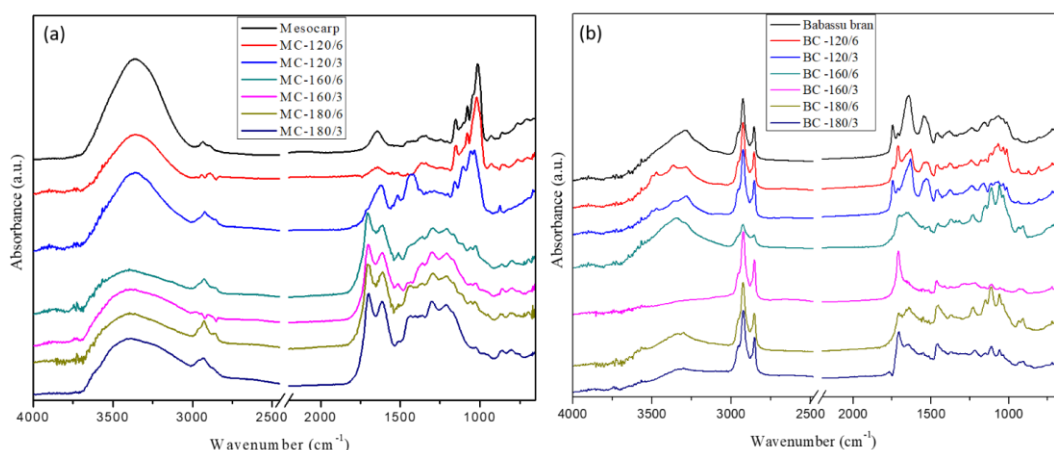 (a)
Mesocarp
MC-120/6
MC-120/3
MC-160/6
MC-160/3
MC-180/6
MC-180/3
Absorbance (a.u.)
4000 3500 3000 2500 2000 1500 1000
Wavenumber (cm⁻¹)
(b)
Babassu bran
BC -120/6
BC -120/3
BC -160/6
BC -160/3
BC -180/6
BC -180/3
Absorbance (a.u.)
4000 3500 3000 2500 2000 1500 1000
Wavenumber (cm⁻¹)